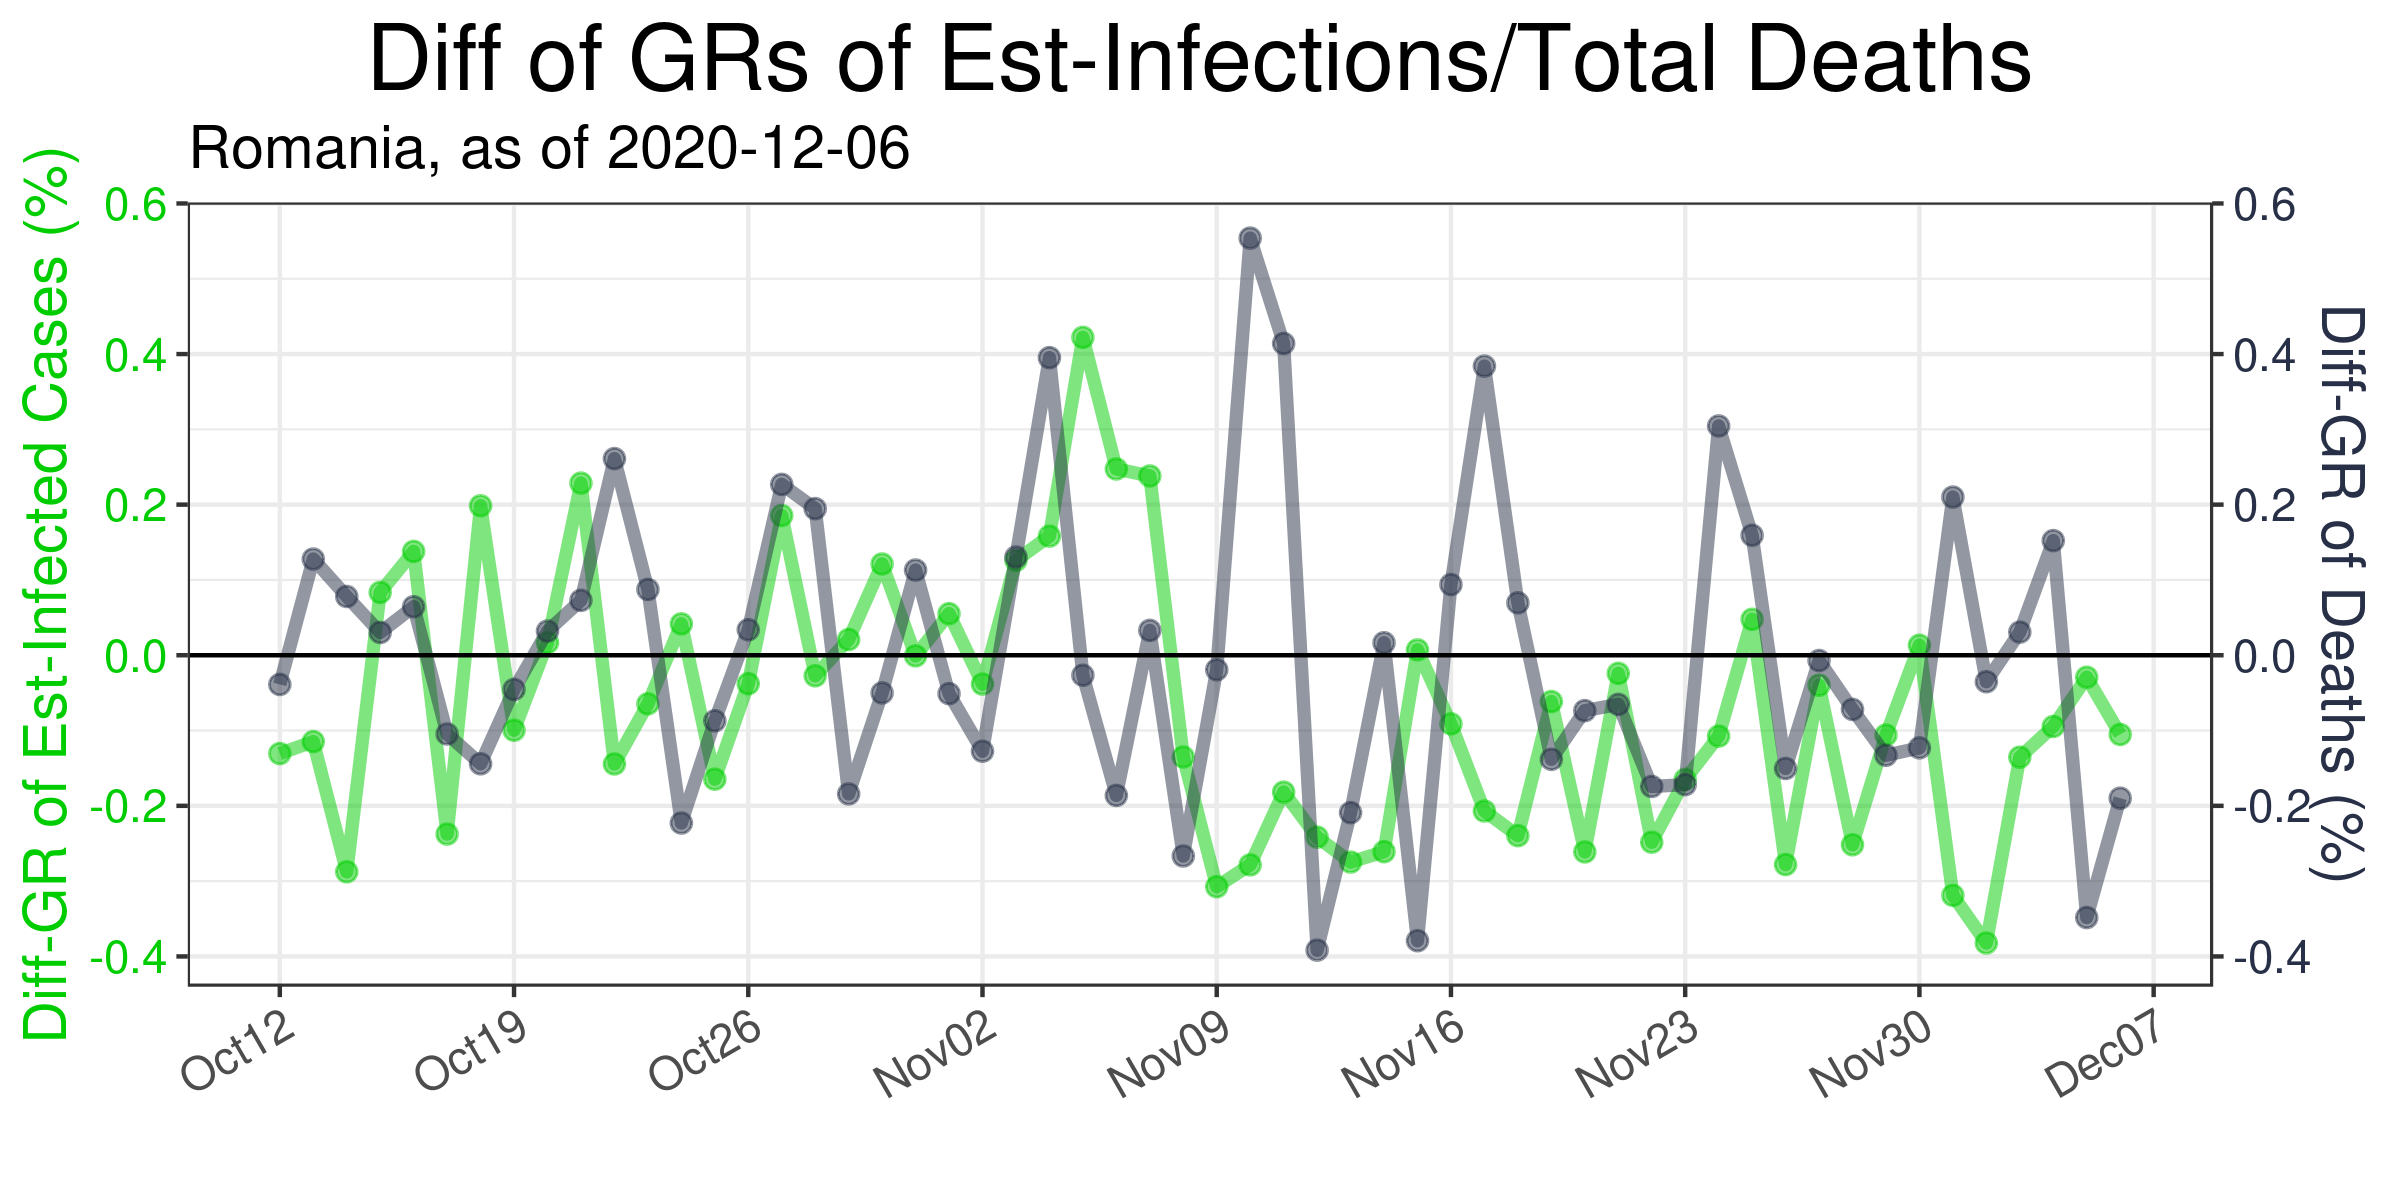 Diff of GRs of Est-Infections/Total Deaths
Romania, as of 2020-12-06
Diff-GR of Est-Infected Cases (%)
0.6
0.4
0.2
0.0
-0.2
-0.4
0.6
0.4
0.2
0.0
-0.2
-0.4
Diff-GR of Deaths (%)
Oct12
Oct19
Oct26
Nov02
Nov09
Nov16
Nov23
Nov30
Dec07